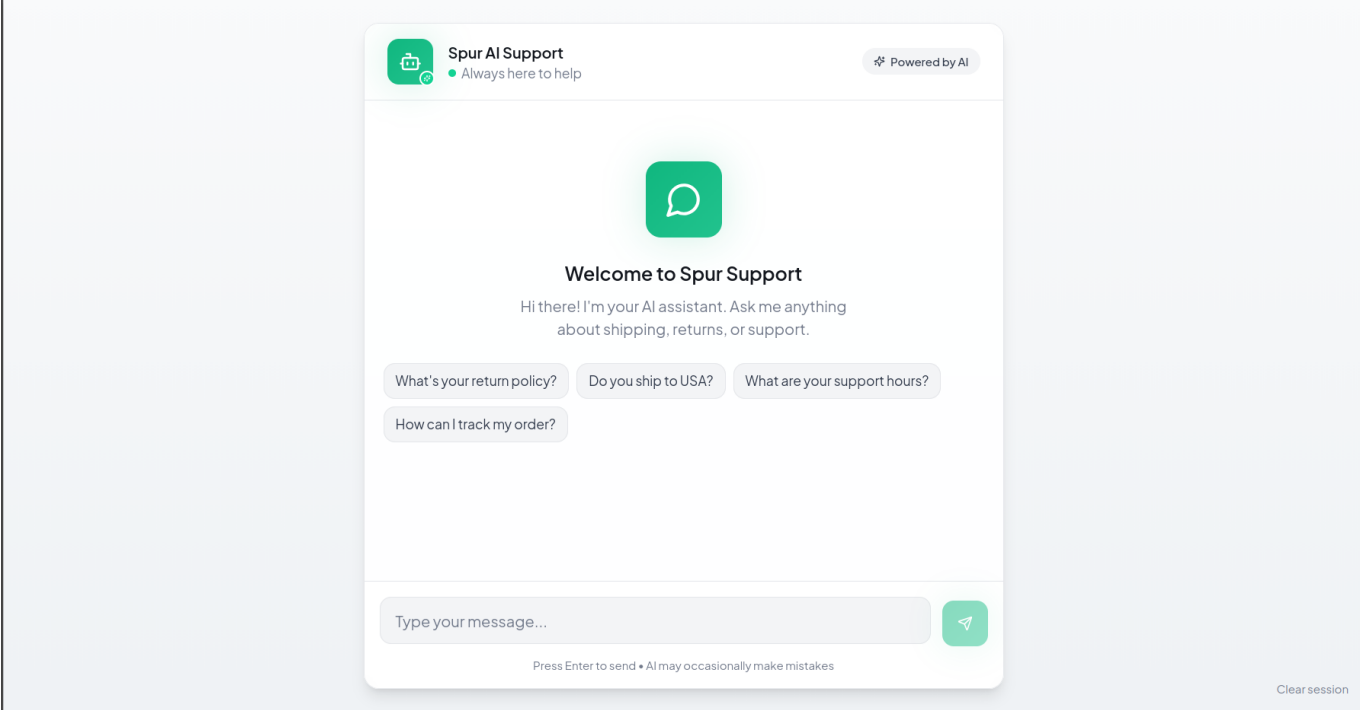 Spur AI Support
Always here to help
Powered by AI
Welcome to Spur Support
Hi there! I'm your AI assistant. Ask me anything
about shipping, returns, or support.
What's your return policy?
Do you ship to USA?
What are your support hours?
How can I track my order?
Type your message...
Press Enter to send • AI may occasionally make mistakes
Clear session